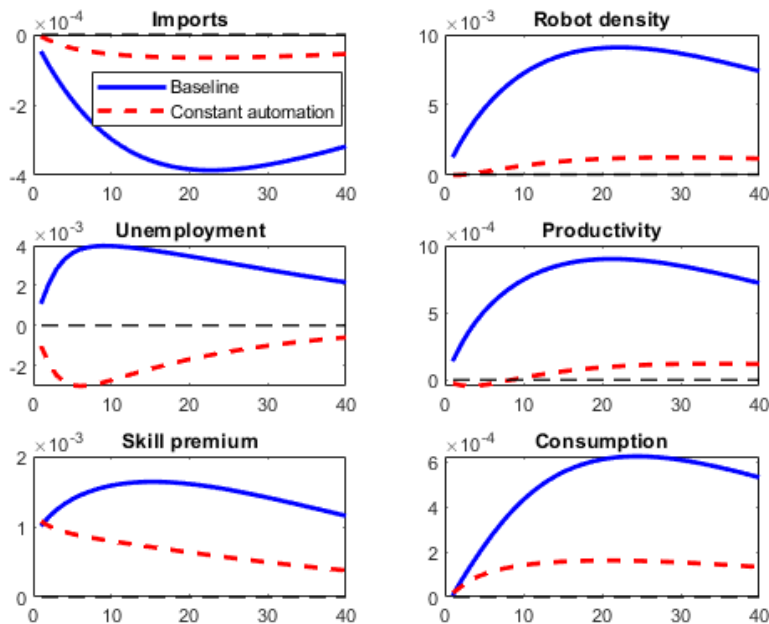 Imports
×10⁻⁴
0
-2
-4
0 10 20 30 40
Baseline
Constant automation
Robot density
×10⁻³
10
5
0
0 10 20 30 40
Unemployment
×10⁻³
4
2
0
-2
0 10 20 30 40
Productivity
×10⁻⁴
10
5
0
0 10 20 30 40
Skill premium
×10⁻³
2
1
0
0 10 20 30 40
Consumption
×10⁻⁴
6
4
2
0
0 10 20 30 40